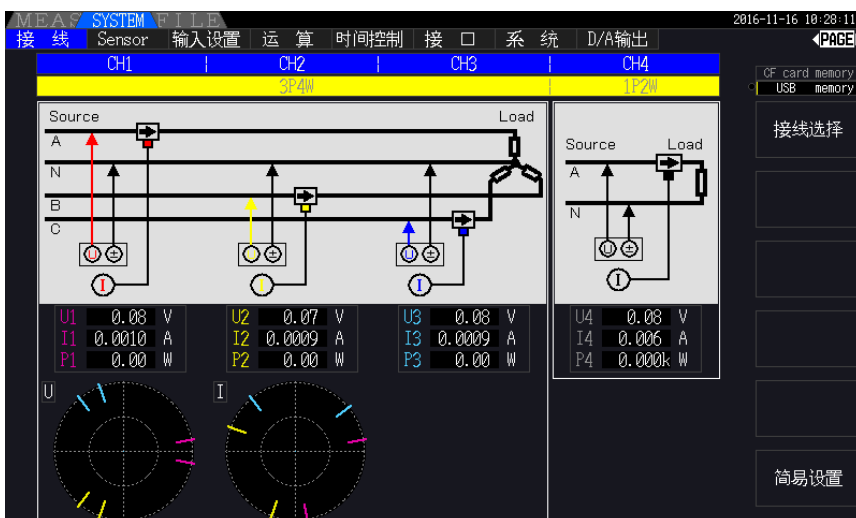 MEAS SYSTEM FILE 2016-11-16 10:28:11
接 线 Sensor 输入设置 运 算 时间控制 接 口 系 统 D/A输出 PAGE
CH1 CH2 CH3 CH4
3P4W 1P2W
CF card memory
USB memory
接线选择
Source Load
A
N
B
C
U ± U ± U ±
I I I
Source Load
A
N
U ±
I
U1 0.08 V U2 0.07 V U3 0.08 V U4 0.08 V
I1 0.0010 A I2 0.0009 A I3 0.0009 A I4 0.006 A
P1 0.00 W P2 0.00 W P3 0.00 W P4 0.000k W
U I
简易设置